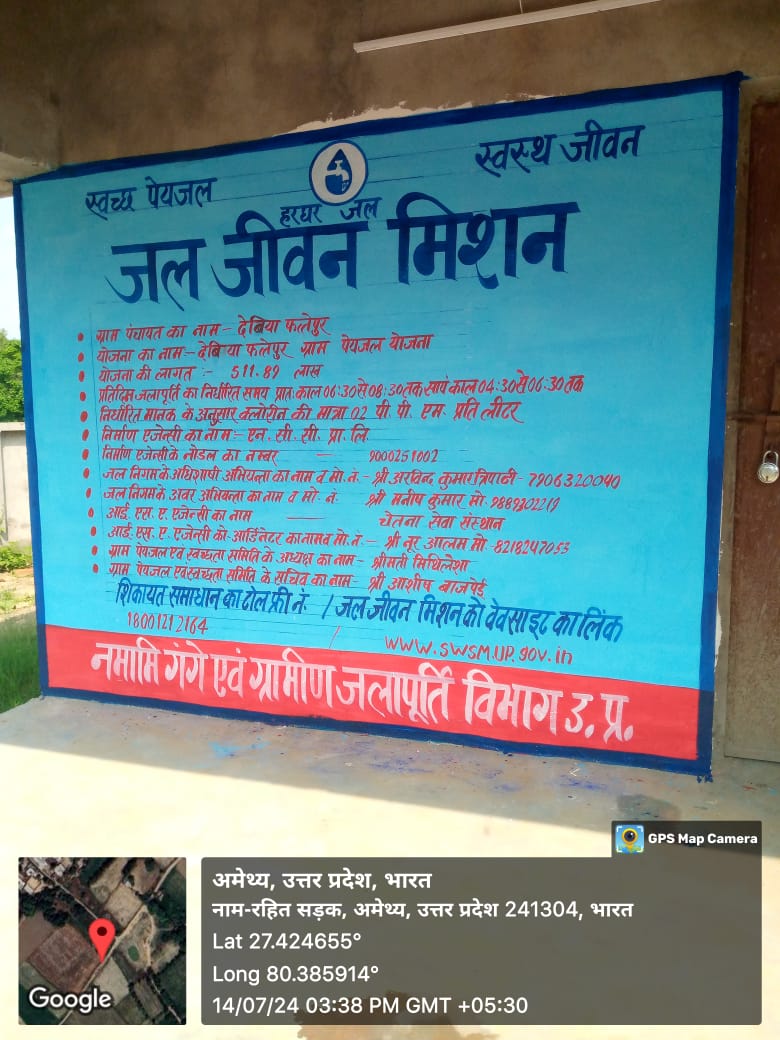 स्वच्छ पेयजल
स्वस्थ जीवन
हर घर जल
जल जीवन मिशन
ग्राम पंचायत का नाम - देबिया फत्तेपुर
योजना का नाम :- देबिया फत्तेपुर ग्राम पेयजल योजना
योजना की लागत :- 511.89 लाख
प्रतिदिन जलापूर्ति का निर्धारित समय प्रातः काल 06:30 से 08:30 तक सायं काल 04:30 से 06:30 तक
निर्धारित मानक के अनुसार क्लोरीन की मात्रा 02 पी. पी. एम. प्रति लीटर
निर्माण एजेन्सी का नाम :- एन. सी. सी. प्रा. लि.
निर्माण एजेन्सी के नोडल का नम्बर — 9000251002
जल निगम के अधिशाषी अभियन्ता का नाम व मो. नं. - श्री अरविन्द कुमार त्रिपाठी - 7906320040
जल निगम के अवर अभियन्ता का नाम व मो. नं. श्री मनीष कुमार मो. 9889302219
आई. एस. ए. एजेन्सी का नाम — चेतना सेवा संस्थान
आई. एस. ए. एजेन्सी को आर्डिनेटर का नाम व मो. नं. - श्री नूर आलम मो. 8218247053
ग्राम पेयजल एवं स्वच्छता समिति के अध्यक्ष का नाम - श्रीमती मिथिलेश
ग्राम पेयजल एवं स्वच्छता समिति के सचिव का नाम - श्री आशीष बाजपेई
शिकायत समाधान का टोल फ्री नं. / जल जीवन मिशन की वेबसाइट का लिंक
18001212164 / www.swsm.up.gov.in
नमामि गंगे एवं ग्रामीण जलापूर्ति विभाग उ. प्र.
GPS Map Camera
अमेथ्य, उत्तर प्रदेश, भारत
नाम-रहित सड़क, अमेथ्य, उत्तर प्रदेश 241304, भारत
Lat 27.424655°
Long 80.385914°
14/07/24 03:38 PM GMT +05:30
Google